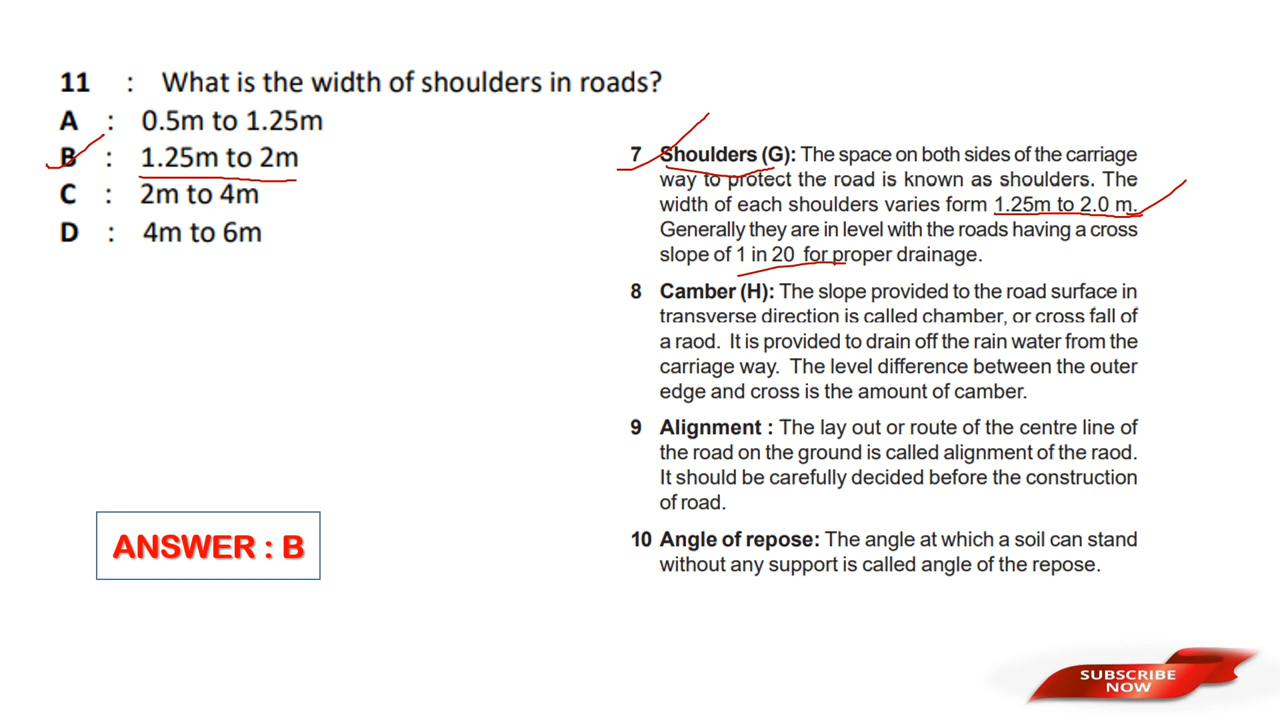 11 : What is the width of shoulders in roads?
A : 0.5m to 1.25m
B : 1.25m to 2m
C : 2m to 4m
D : 4m to 6m
ANSWER : B
7 Shoulders (G): The space on both sides of the carriage
way to protect the road is known as shoulders. The
width of each shoulders varies form 1.25m to 2.0 m.
Generally they are in level with the roads having a cross
slope of 1 in 20 for proper drainage.
8 Camber (H): The slope provided to the road surface in
transverse direction is called chamber, or cross fall of
a raod. It is provided to drain off the rain water from the
carriage way. The level difference between the outer
edge and cross is the amount of camber.
9 Alignment : The lay out or route of the centre line of
the road on the ground is called alignment of the raod.
It should be carefully decided before the construction
of road.
10 Angle of repose: The angle at which a soil can stand
without any support is called angle of the repose.
SUBSCRIBE
NOW